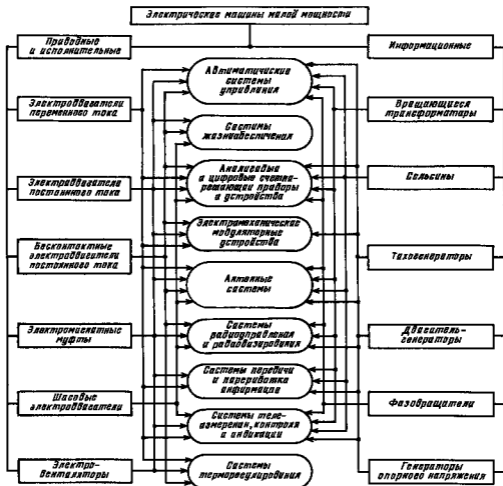 Электрические машины малой мощности
Приводные
и исполнительные
Информационные
Автоматические
системы
управления
Электродвигатели
переменного тока
Вращающиеся
трансформаторы
Системы
жизнеобеспечения
Аналоговые
и цифровые счетно-
решающие приборы
и устройства
Электродвигатели
постоянного тока
Сельсины
Электромеханические
модуляторные
устройства
Бесконтактные
электродвигатели
постоянного тока
Тахогенераторы
Антенные
системы
Электромагнитные
муфты
Системы
радиоуправления
и
Двигатель-
генераторы
Системы передачи
и переработки
информации
Шаговые
электродвигатели
Фазовращатели
Системы теле-
измерения, контроля
и индикации
Электро-
вентиляторы
Системы
терморегулирования
Генераторы
опорного напряжения